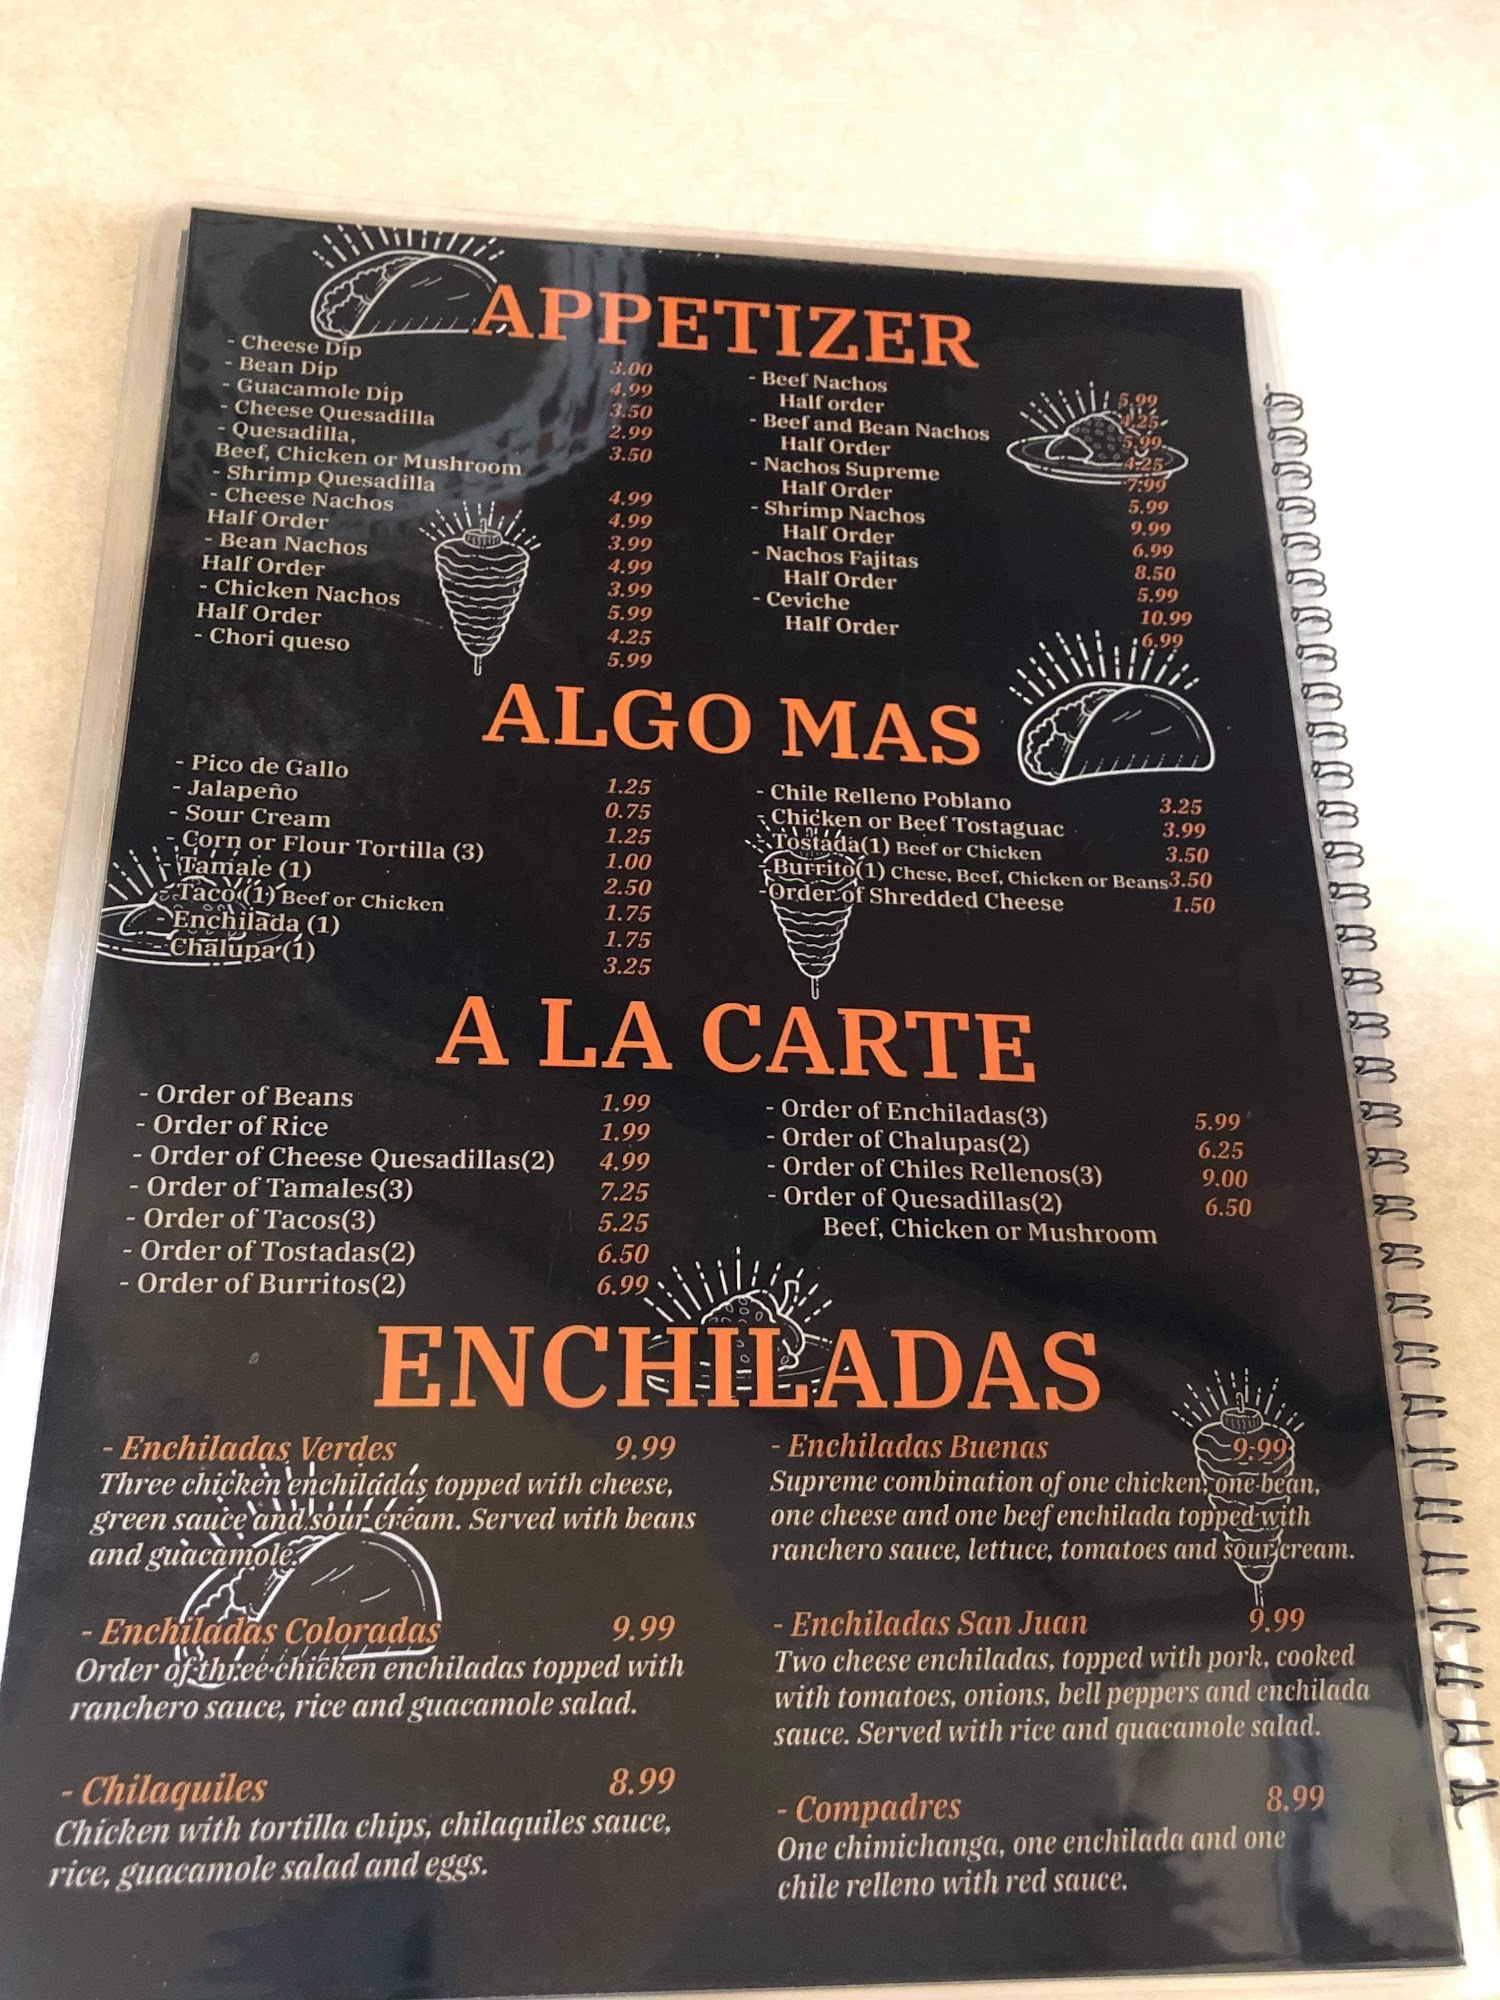 APPETIZER
- Cheese Dip 3.00
- Bean Dip 4.99
- Guacamole Dip 3.50
- Cheese Quesadilla 2.99
- Quesadilla, 3.50
Beef, Chicken or Mushroom
- Shrimp Quesadilla 4.99
- Cheese Nachos 4.99
Half Order 3.99
- Bean Nachos 4.99
Half Order 3.99
- Chicken Nachos 5.99
Half Order 4.25
- Chori queso 5.99
- Beef Nachos 5.99
Half order 4.25
- Beef and Bean Nachos 5.99
Half Order 4.25
- Nachos Supreme 7.99
Half Order 5.99
- Shrimp Nachos 9.99
Half Order 6.99
- Nachos Fajitas 8.50
Half Order 5.99
- Ceviche 10.99
Half Order 6.99
ALGO MAS
- Pico de Gallo 1.25
- Jalapeño 0.75
- Sour Cream 1.25
- Corn or Flour Tortilla (3) 1.00
- Tamale (1) 2.50
- Taco (1) Beef or Chicken 1.75
- Enchilada (1) 1.75
- Chalupa (1) 3.25
- Chile Relleno Poblano 3.25
- Chicken or Beef Tostaguac 3.99
- Tostada(1) Beef or Chicken 3.50
- Burrito(1) Chese, Beef, Chicken or Beans 3.50
- Order of Shredded Cheese 1.50
A LA CARTE
- Order of Beans 1.99
- Order of Rice 1.99
- Order of Cheese Quesadillas(2) 4.99
- Order of Tamales(3) 7.25
- Order of Tacos(3) 5.25
- Order of Tostadas(2) 6.50
- Order of Burritos(2) 6.99
- Order of Enchiladas(3) 5.99
- Order of Chalupas(2) 6.25
- Order of Chiles Rellenos(3) 9.00
- Order of Quesadillas(2) 6.50
Beef, Chicken or Mushroom
ENCHILADAS
- Enchiladas Verdes 9.99
Three chicken enchiladas topped with cheese,
green sauce and sour cream. Served with beans
and guacamole.
- Enchiladas Coloradas 9.99
Order of three chicken enchiladas topped with
ranchero sauce, rice and guacamole salad.
- Chilaquiles 8.99
Chicken with tortilla chips, chilaquiles sauce,
rice, guacamole salad and eggs.
- Enchiladas Buenas 9.99
Supreme combination of one chicken, one bean,
one cheese and one beef enchilada topped with
ranchero sauce, lettuce, tomatoes and sour cream.
- Enchiladas San Juan 9.99
Two cheese enchiladas, topped with pork, cooked
with tomatoes, onions, bell peppers and enchilada
sauce. Served with rice and quacamole salad.
- Compadres 8.99
One chimichanga, one enchilada and one
chile relleno with red sauce.